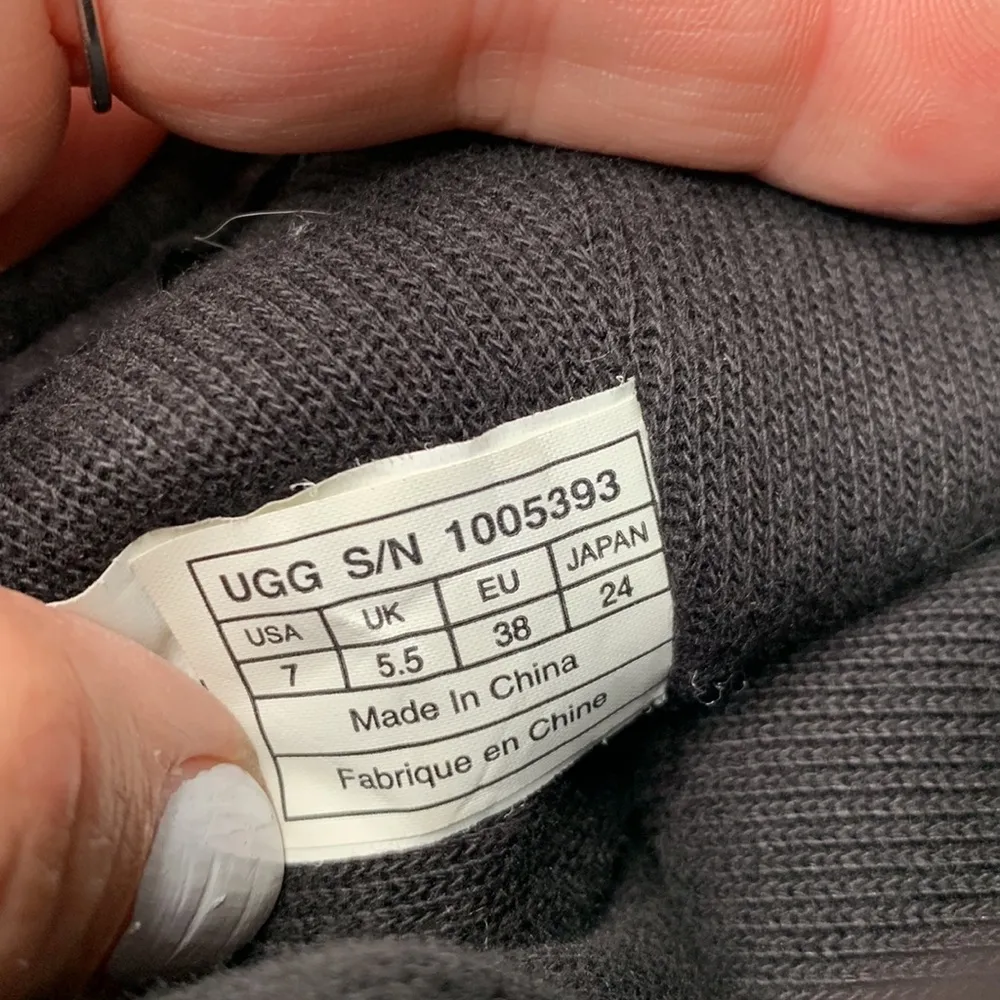 UGG S/N 1005393
USA UK EU JAPAN
7 5.5 38 24
Made In China
Fabrique en Chine